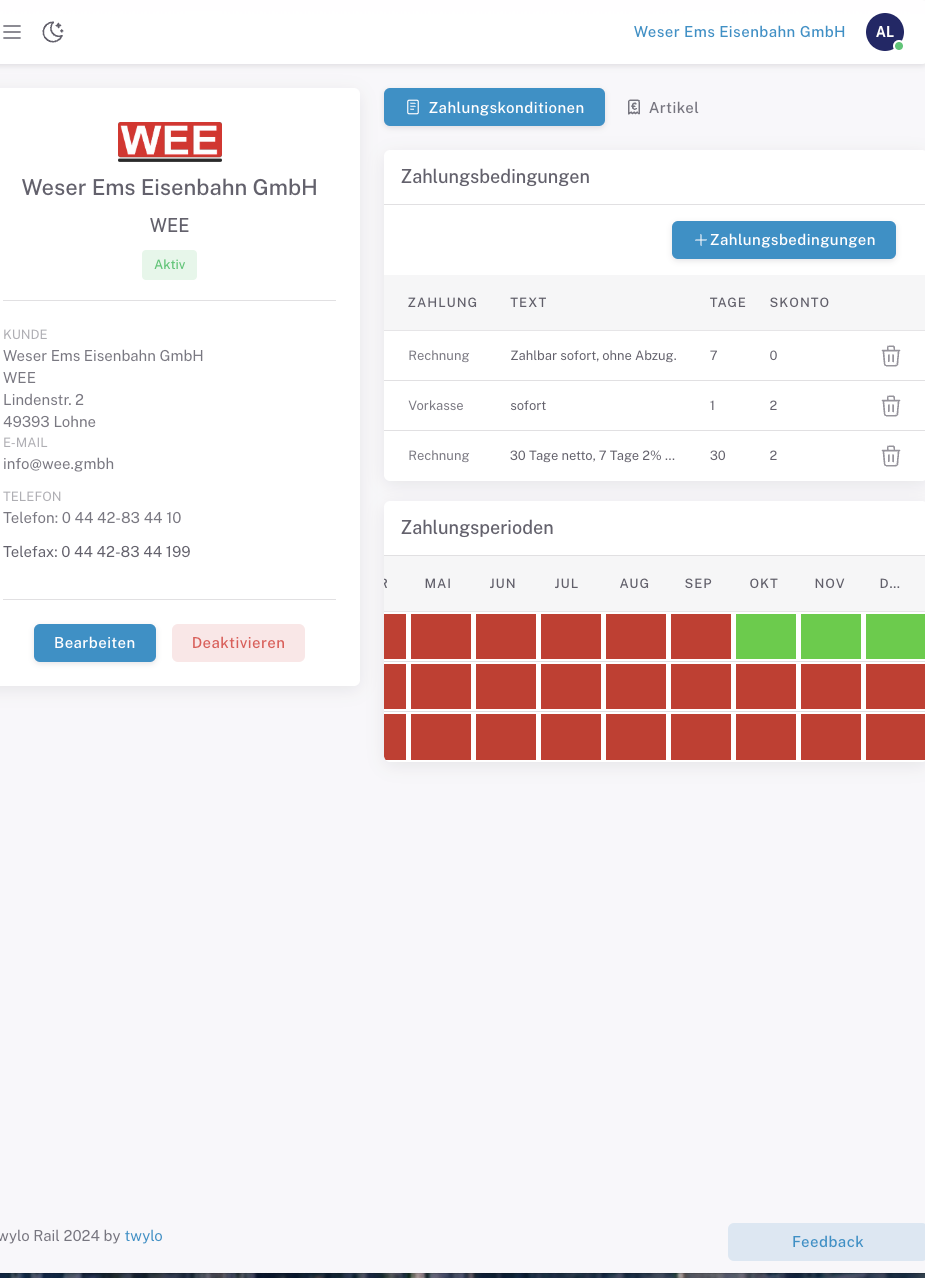 Weser Ems Eisenbahn GmbH
AL
WEE
Weser Ems Eisenbahn GmbH
WEE
Aktiv
KUNDE
Weser Ems Eisenbahn GmbH
WEE
Lindenstr. 2
49393 Lohne
E-MAIL
info@wee.gmbh
TELEFON
Telefon: 0 44 42-83 44 10
Telefax: 0 44 42-83 44 199
Bearbeiten Deaktivieren
Zahlungskonditionen Artikel
Zahlungsbedingungen
+Zahlungsbedingungen
ZAHLUNG TEXT TAGE SKONTO
Rechnung Zahlbar sofort, ohne Abzug. 7 0
Vorkasse sofort 1 2
Rechnung 30 Tage netto, 7 Tage 2% ... 30 2
Zahlungsperioden
R MAI JUN JUL AUG SEP OKT NOV D...
wylo Rail 2024 by twylo
Feedback